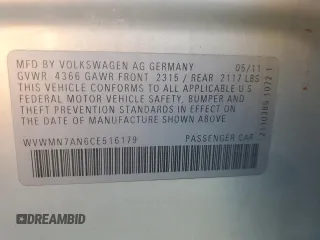 MFD BY VOLKSWAGEN AG GERMANY 05/11
GVWR 4366 GAWR FRONT 2315 / REAR 2117 LBS
THIS VEHICLE CONFORMS TO ALL APPLICABLE U.S
FEDERAL MOTOR VEHICLE SAFETY, BUMPER AND
THEFT PREVENTION STANDARDS IN EFFECT ON
THE DATE OF MANUFACTURE SHOWN ABOVE
WVWMN7AN6CE516179 PASSENGER CAR
DREAMBID